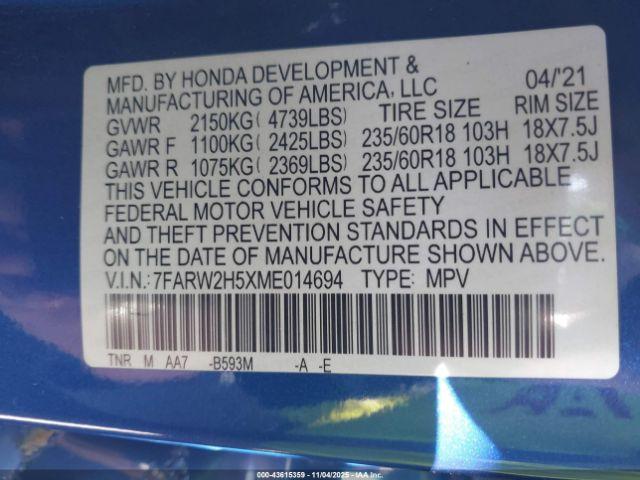 MFD. BY HONDA DEVELOPMENT &
MANUFACTURING OF AMERICA, LLC 04/'21
GVWR 2150KG( 4739LBS) TIRE SIZE RIM SIZE
GAWR F 1100KG( 2425LBS) 235/60R18 103H 18X7.5J
GAWR R 1075KG( 2369LBS) 235/60R18 103H 18X7.5J
THIS VEHICLE CONFORMS TO ALL APPLICABLE
FEDERAL MOTOR VEHICLE SAFETY
AND THEFT PREVENTION STANDARDS IN EFFECT
ON THE DATE OF MANUFACTURE SHOWN ABOVE.
V.I.N.: 7FARW2H5XME014694 TYPE: MPV
TNR M AA7 -B593M -A -E
000-43615359 - 11/04/2025 - IAAI.COM